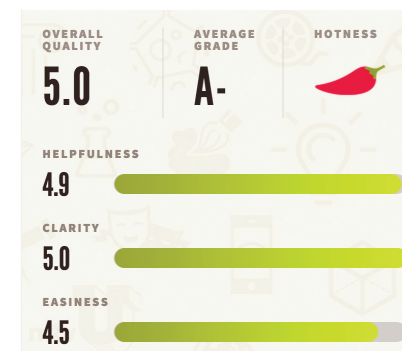 OVERALL
QUALITY
AVERAGE
GRADE
HOTNESS
5.0
A-
HELPFULNESS
4.9
CLARITY
5.0
EASINESS
4.5